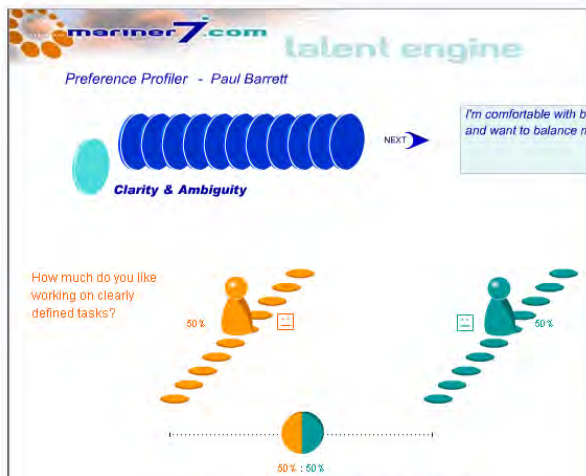 mariner7.com
talent engine
Preference Profiler - Paul Barrett
NEXT
I'm comfortable with b
and want to balance
Clarity & Ambiguity
How much do you like
working on clearly
defined tasks?
50%
50%
50% : 50%